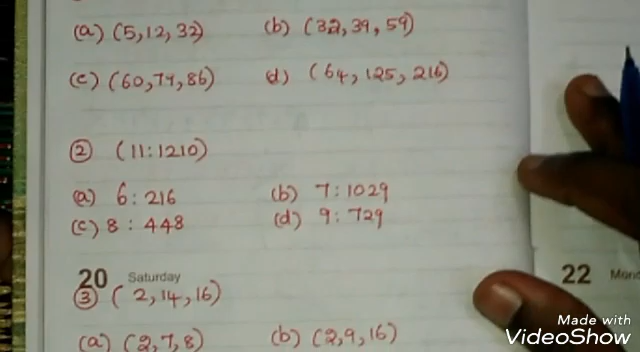 (a) (5,12,32) (b) (32,39,59)
(c) (60,74,86) (d) (64,125,216)
② (11:1210)
(a) 6:216 (b) 7:1029
(c) 8:448 (d) 9:729
20 Saturday 22
③ (2,14,16)
(a) (2,7,8) (b) (2,9,16)
Made with
VideoShow